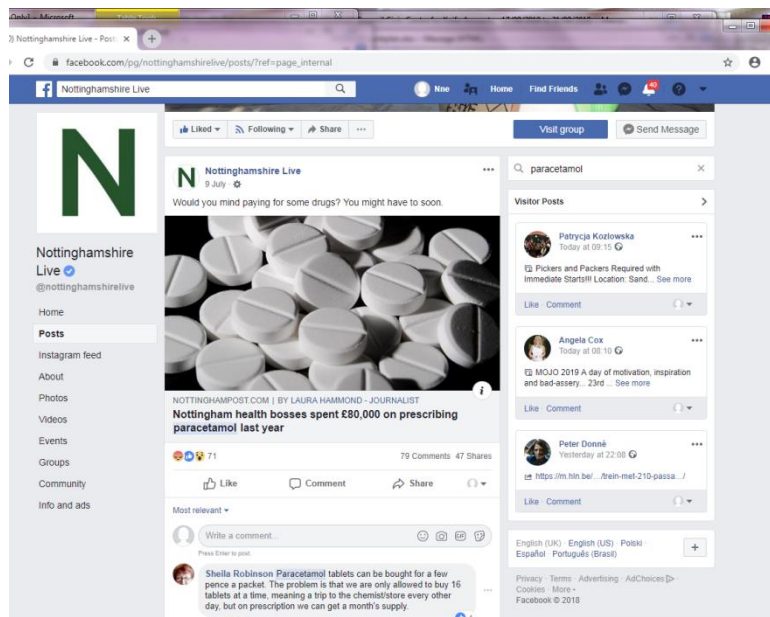 Nottinghamshire Live - Post
facebook.com/pg/nottinghamshirelive/posts/?ref=page_internal
Nottinghamshire Live
Nne
Home
Find Friends
40
Liked
Following
Share
Visit group
Send Message
N
Nottinghamshire
Live
@nottinghamshirelive
Home
Posts
Instagram feed
About
Photos
Videos
Events
Groups
Community
Info and ads
N
Nottinghamshire Live
9 July ·
Would you mind paying for some drugs? You might have to soon.
i
NOTTINGHAMPOST.COM | BY LAURA HAMMOND - JOURNALIST
Nottingham health bosses spent £80,000 on prescribing
paracetamol last year
71
79 Comments 47 Shares
Like
Comment
Share
Most relevant
Write a comment...
GIF
Press Enter to post.
Sheila Robinson Paracetamol tablets can be bought for a few
pence a packet. The problem is that we are only allowed to buy 16
tablets at a time, meaning a trip to the chemist/store every other
day, but on prescription we can get a month's supply.
paracetamol
Visitor Posts
Patrycja Kozlowska
Today at 09:15
Pickers and Packers Required with
Immediate Starts!!! Location: Sand... See more
Like · Comment
Angela Cox
Today at 08:10
MOJO 2019 A day of motivation, inspiration
and bad-assery... 23rd ... See more
Like · Comment
Peter Donné
Yesterday at 22:08
https://m.hln.be/.../trein-met-210-passa.../
Like · Comment
English (UK) · English (US) · Polski ·
Español · Português (Brasil)
Privacy · Terms · Advertising · AdChoices ·
Cookies · More
Facebook © 2018